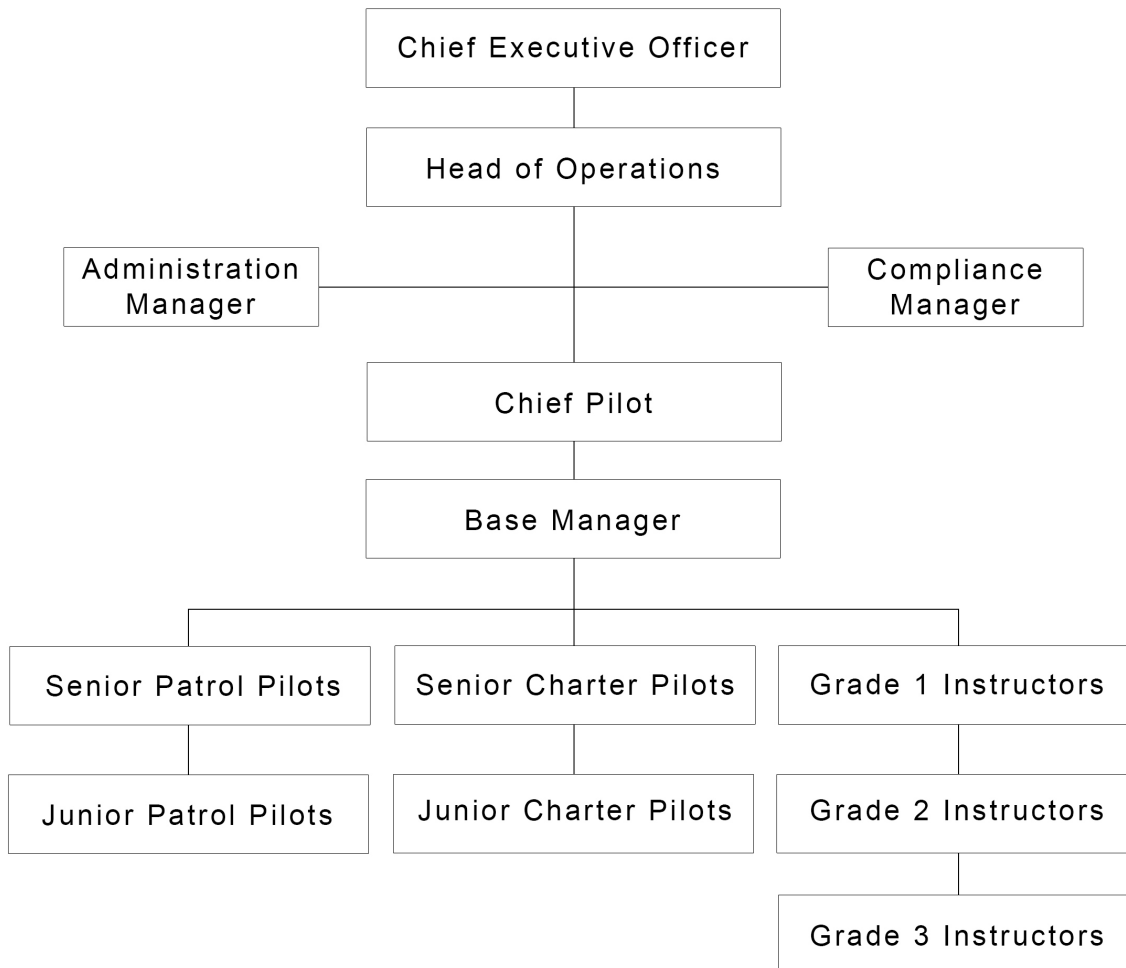 Chief Executive Officer
Head of Operations
Administration
Manager
Compliance
Manager
Chief Pilot
Base Manager
Senior Patrol Pilots
Senior Charter Pilots
Grade 1 Instructors
Junior Patrol Pilots
Junior Charter Pilots
Grade 2 Instructors
Grade 3 Instructors